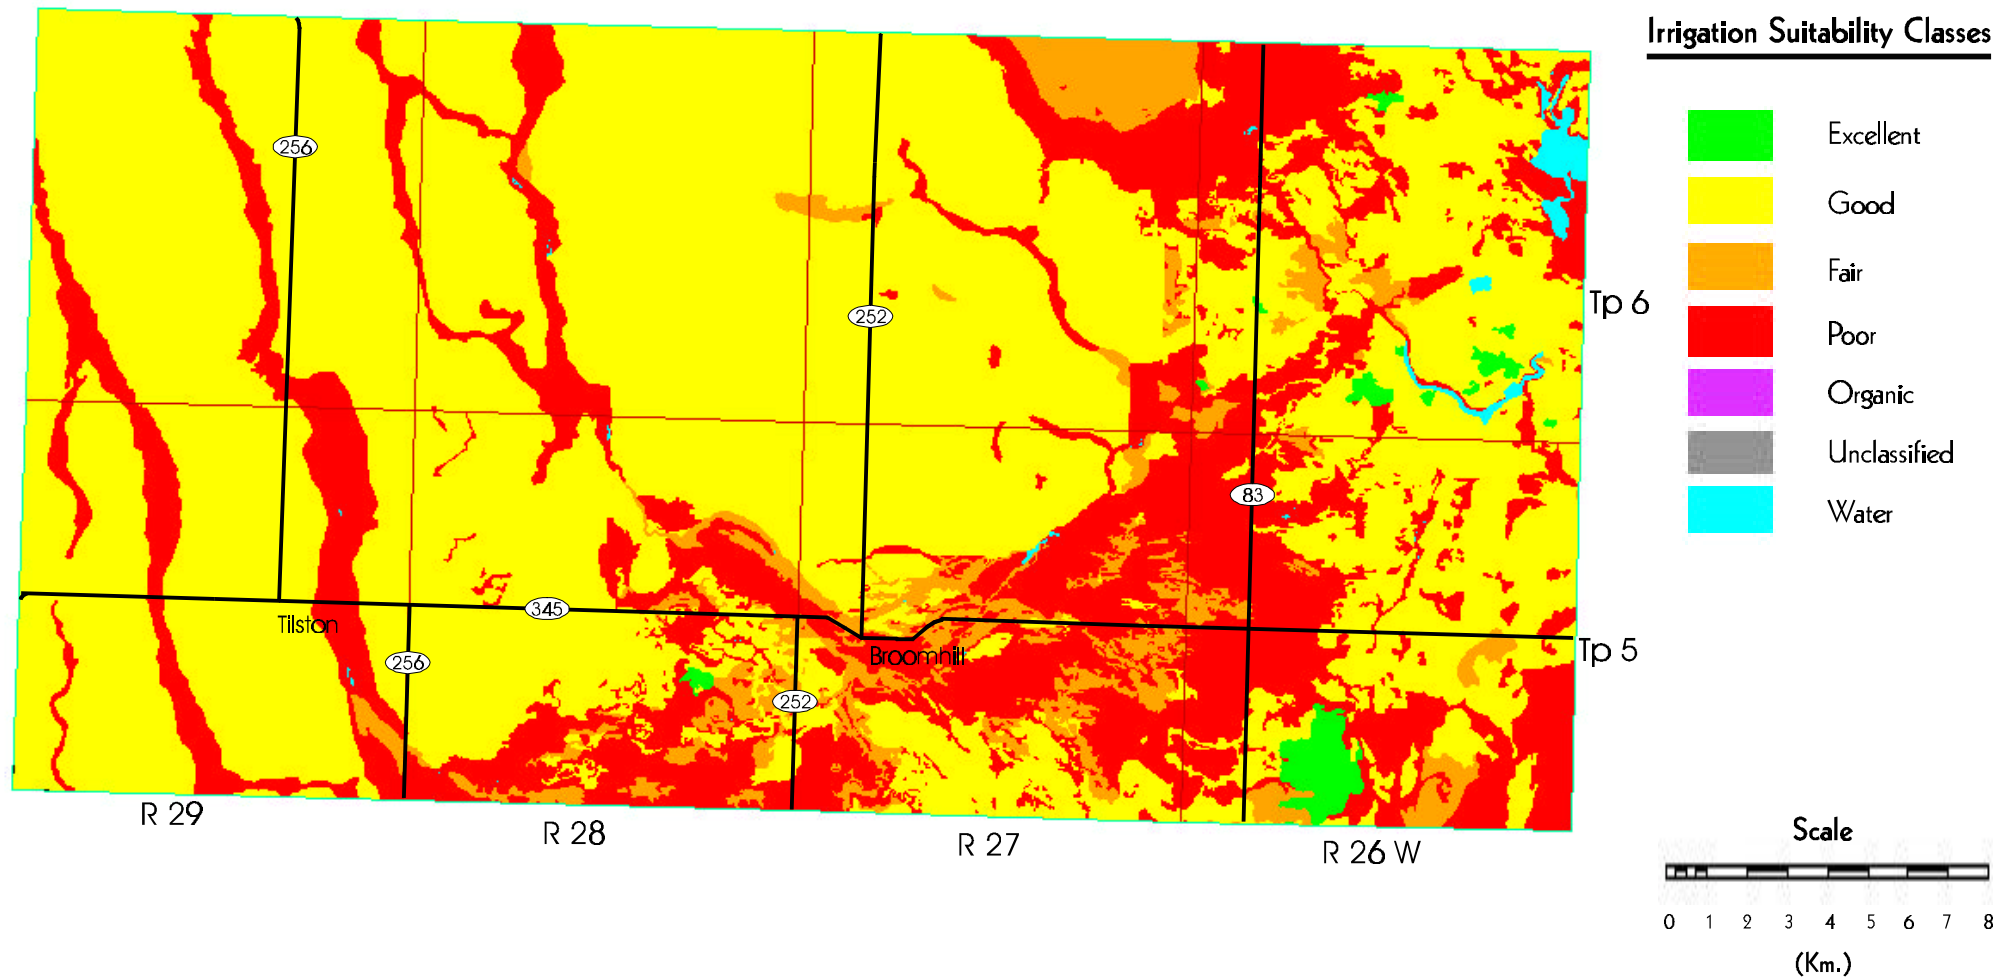 Irrigation Suitability Classes
Excellent
Good
Fair
Poor
Organic
Unclassified
Water
256
252
83
345
256
252
Tilston
Broomhill
Tp 6
Tp 5
R 29
R 28
R 27
R 26 W
Scale
0 1 2 3 4 5 6 7 8
(Km.)